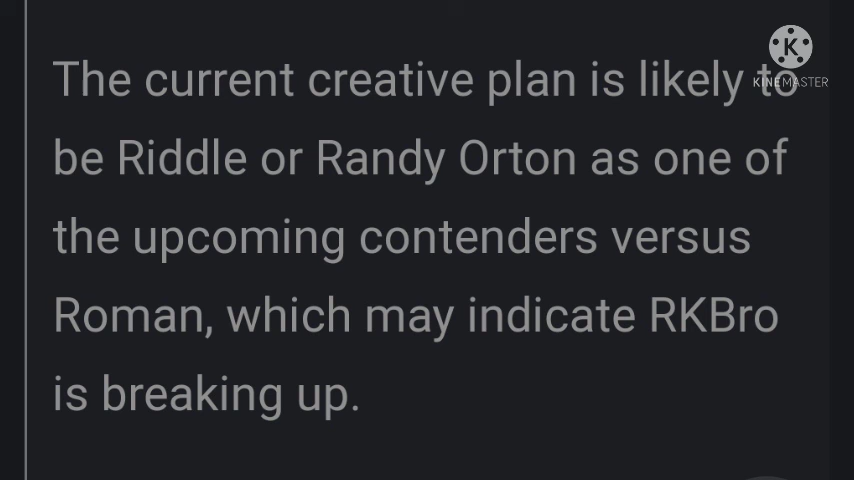 The current creative plan is likely to
be Riddle or Randy Orton as one of
the upcoming contenders versus
Roman, which may indicate RKBro
is breaking up.
K
KINEMASTER